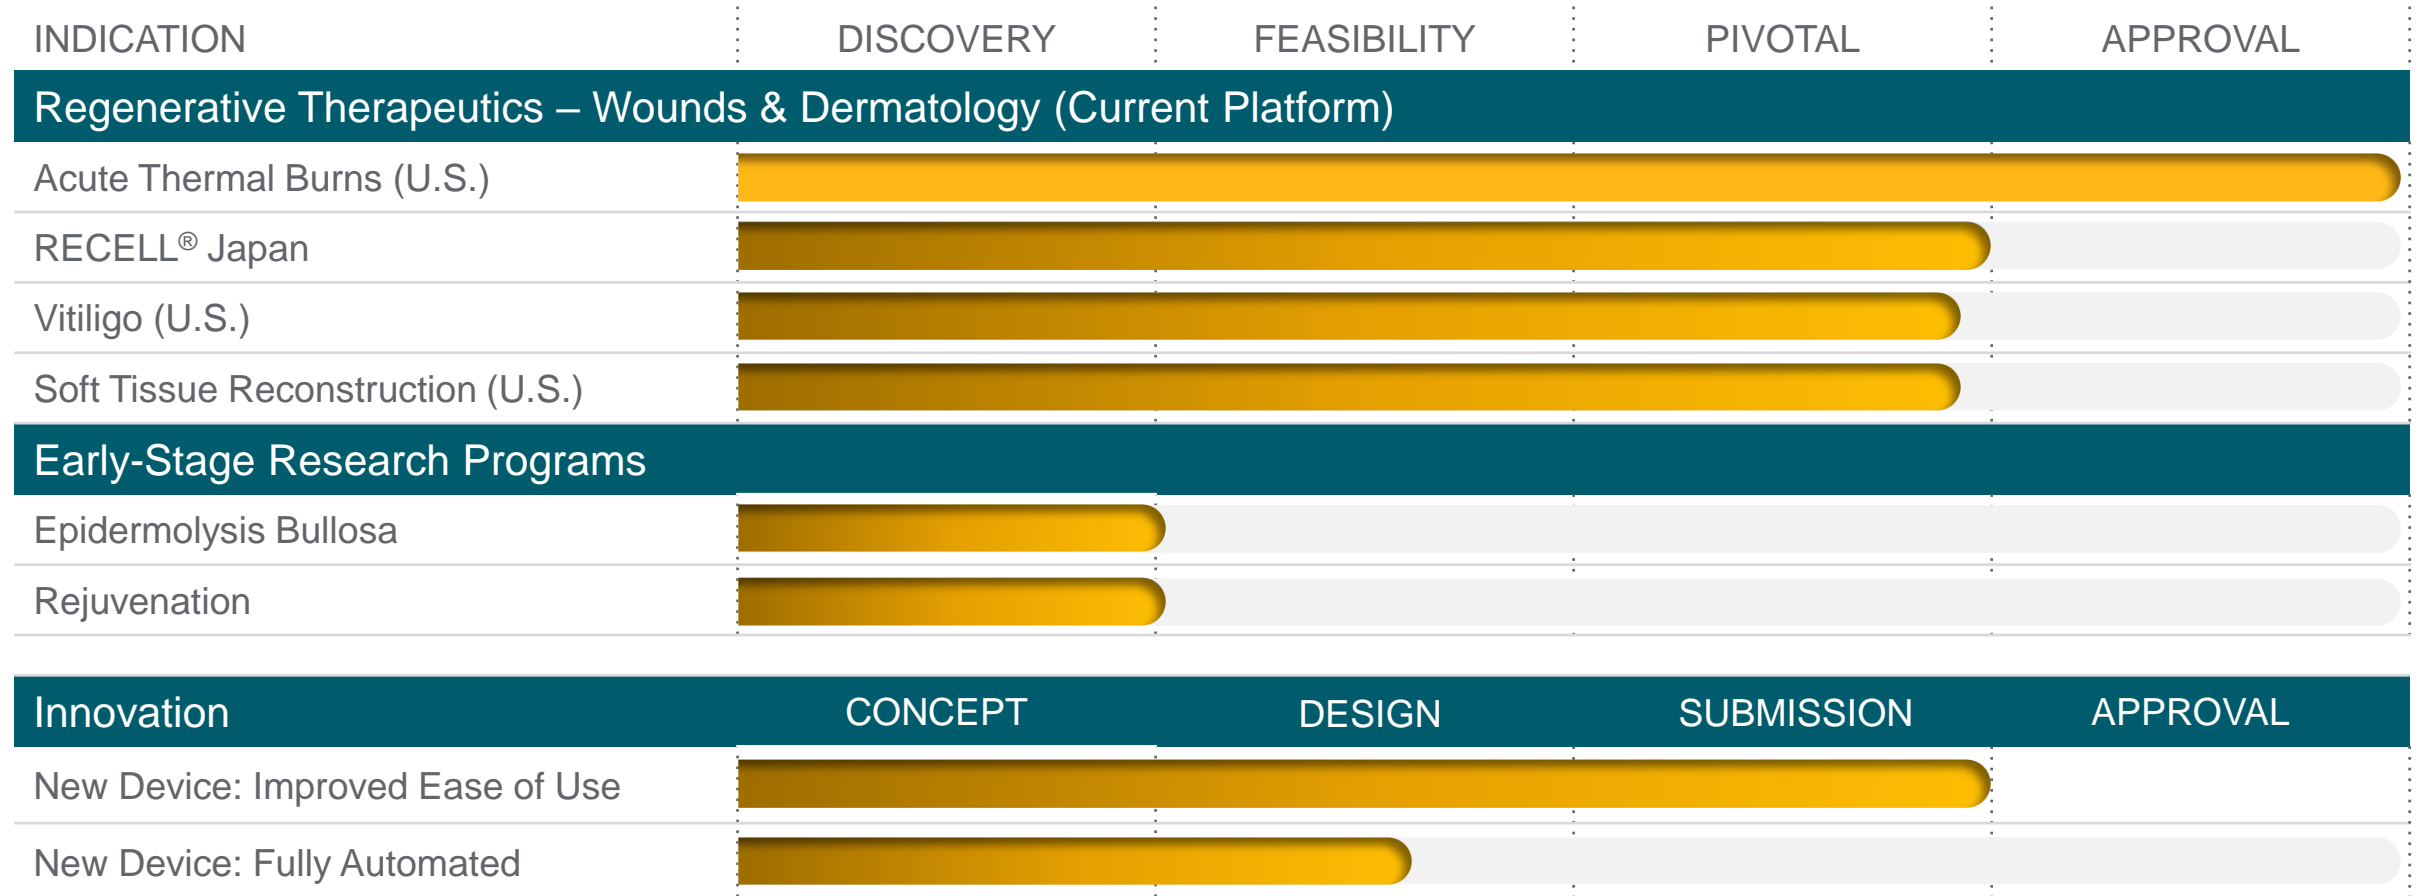 INDICATION DISCOVERY FEASIBILITY PIVOTAL APPROVAL
Regenerative Therapeutics – Wounds & Dermatology (Current Platform)
Acute Thermal Burns (U.S.)
RECELL® Japan
Vitiligo (U.S.)
Soft Tissue Reconstruction (U.S.)
Early-Stage Research Programs
Epidermolysis Bullosa
Rejuvenation
Innovation CONCEPT DESIGN SUBMISSION APPROVAL
New Device: Improved Ease of Use
New Device: Fully Automated